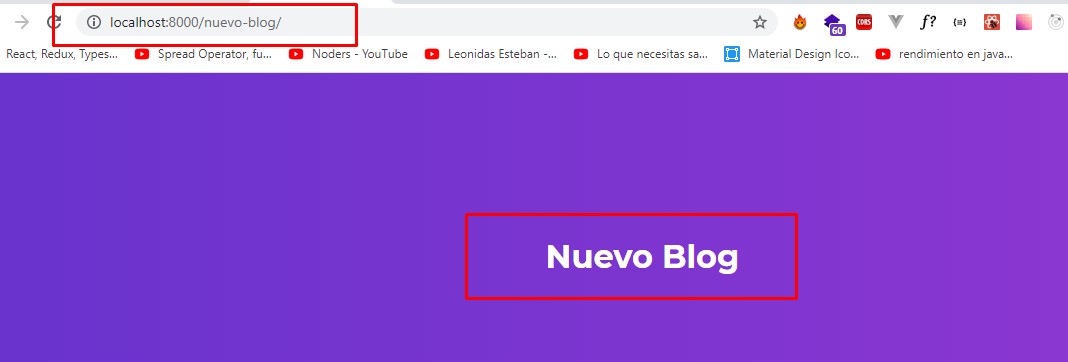 localhost:8000/nuevo-blog/
60
CORS
f?
{≡}
React, Redux, Types...
Spread Operator, fu...
Noders - YouTube
Leonidas Esteban -...
Lo que necesitas sa...
Material Design Ico...
rendimiento en java...
Nuevo Blog